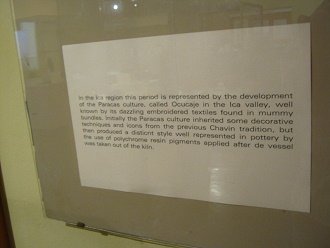 In the Ica region this period is represented by the development
of the Paracas culture, called Ocucaje in the Ica valley, well
known by its dazzling embroidered textiles found in mummy
bundles. Initially the Paracas culture inherited some decorative
techniques and icons from the previous Chavin tradition, but
then produced a disticnt style well represented in pottery by
the use of polychrome resin pigments applied after de vessel
was taken out of the kiln.